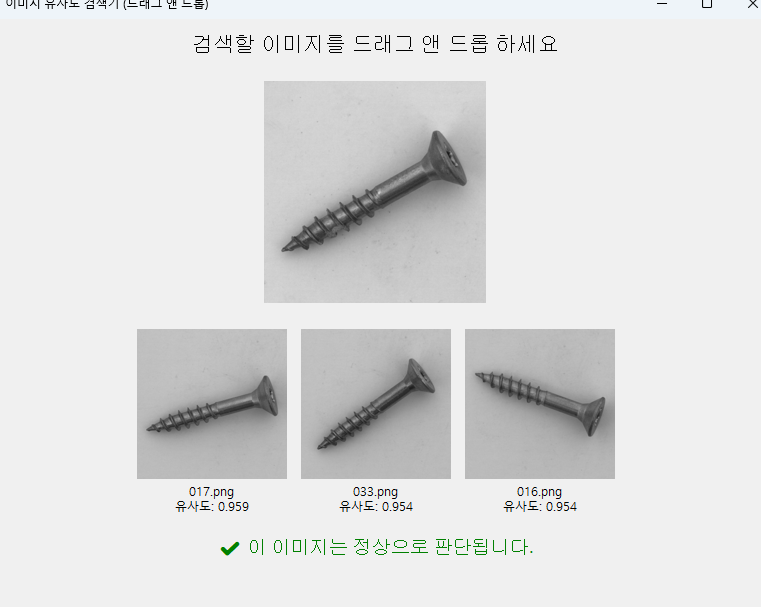 이미지 유사도 검색기 (드래그 앤 드롭)
검색할 이미지를 드래그 앤 드롭 하세요
017.png 033.png 016.png
유사도: 0.959 유사도: 0.954 유사도: 0.954
이 이미지는 정상으로 판단됩니다.